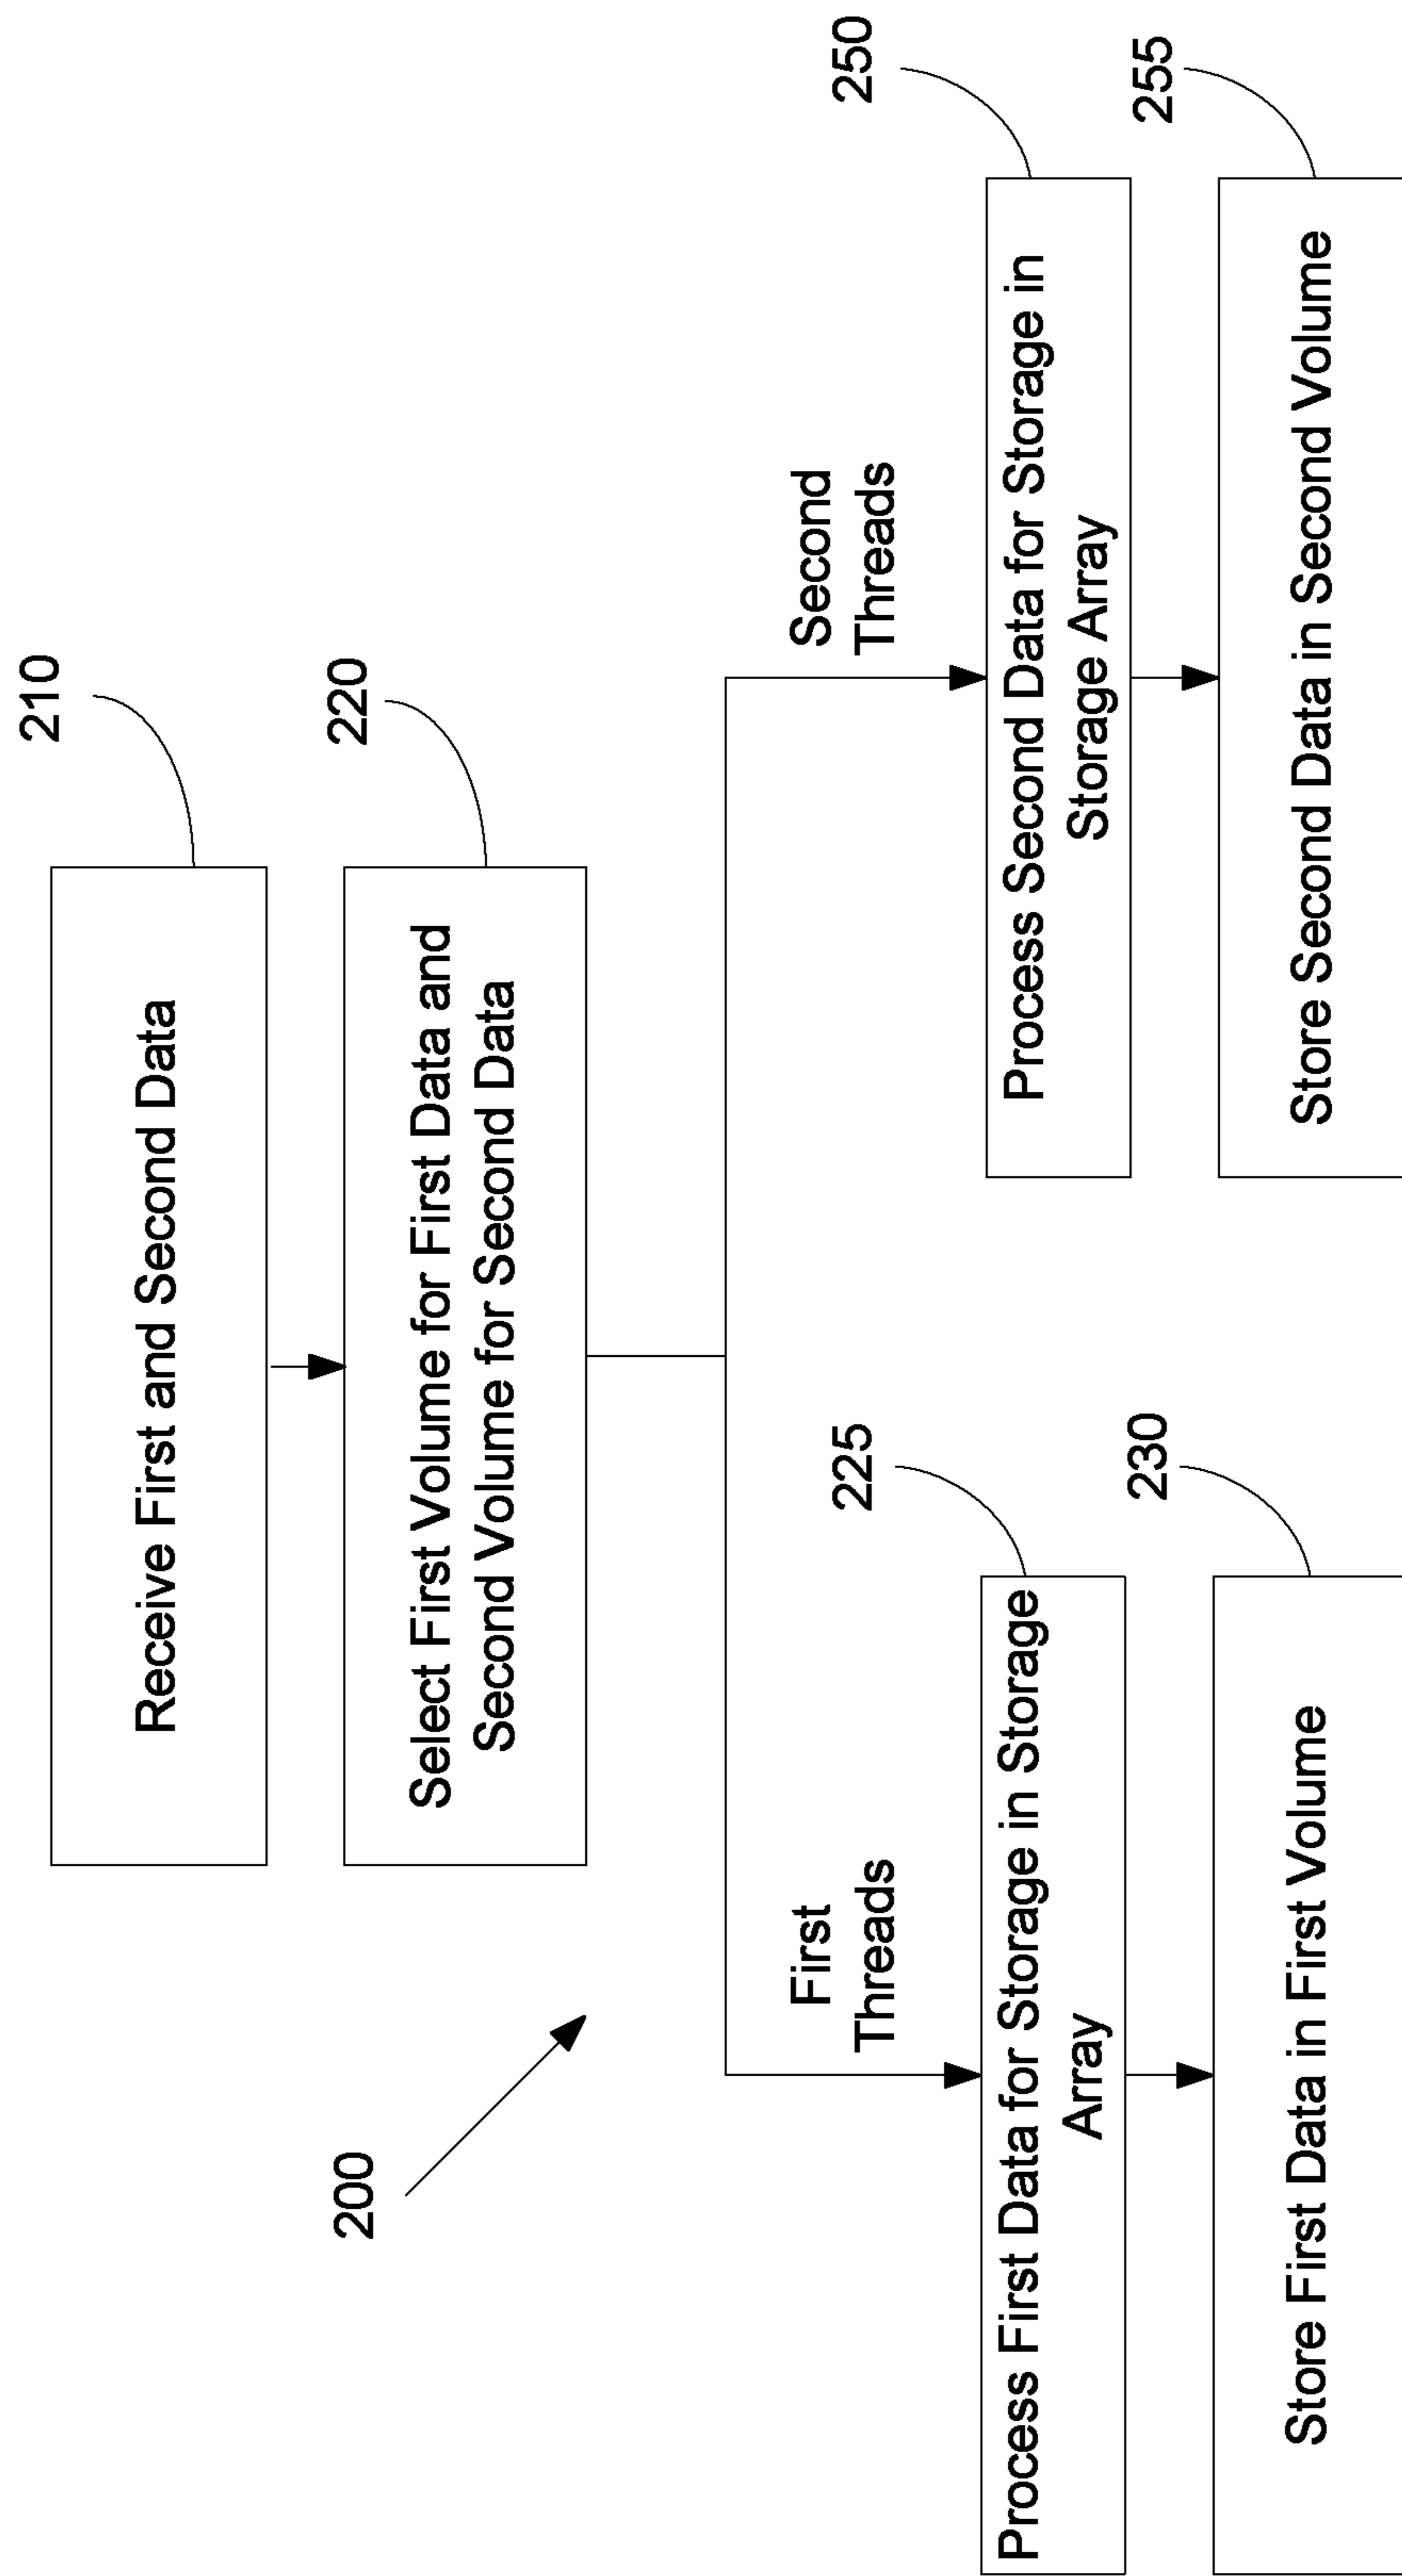 210
Receive First and Second Data
220
Select First Volume for First Data and
Second Volume for Second Data
200
First
Threads
Second
Threads
225
Process First Data for Storage in Storage
Array
250
Process Second Data for Storage in
Storage Array
230
Store First Data in First Volume
255
Store Second Data in Second Volume